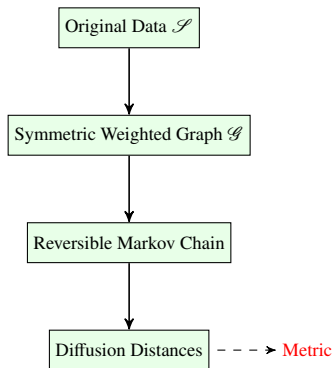 Original Data 𝒮
Symmetric Weighted Graph 𝒢
Reversible Markov Chain
Diffusion Distances
Metric